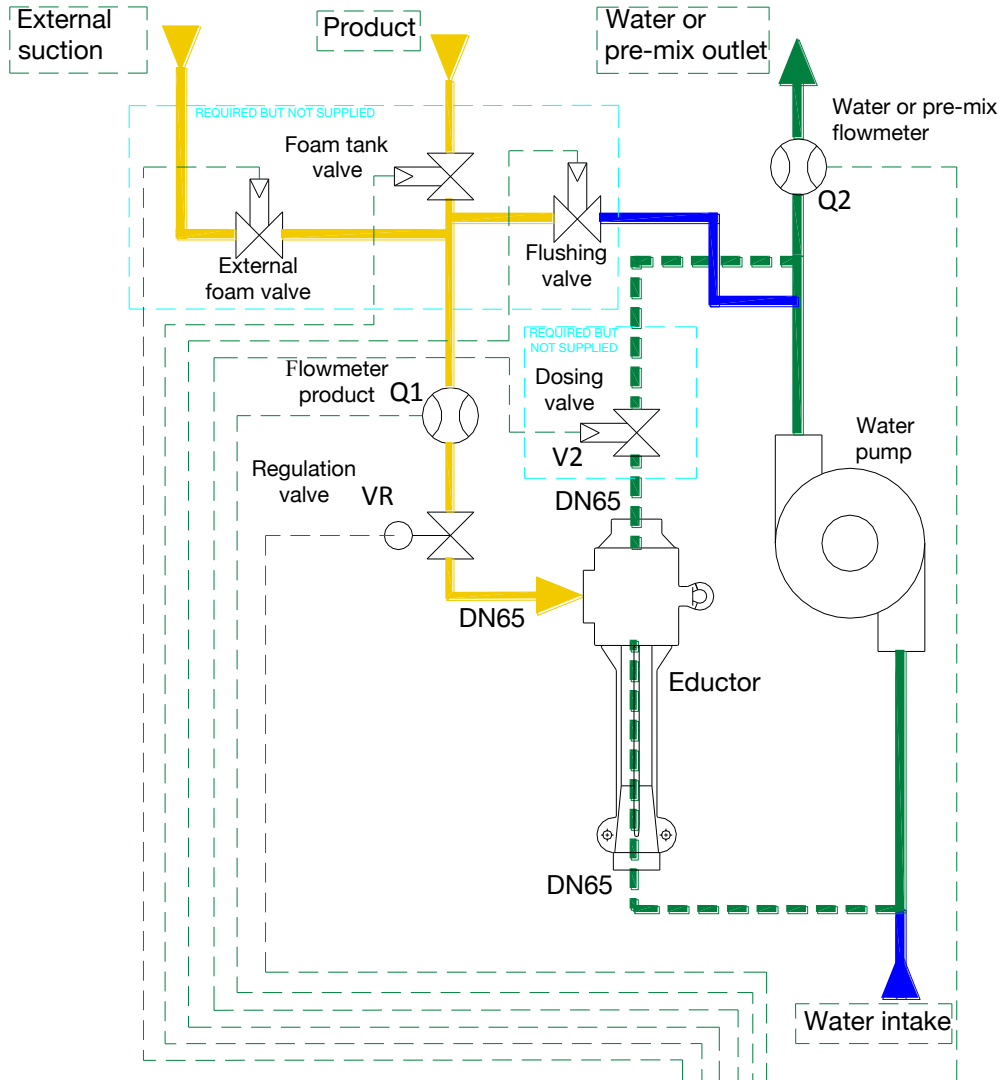 External
suction
Product
Water or
pre-mix outlet
REQUIRED BUT NOT SUPPLIED
Water or pre-mix
flowmeter
Foam tank
valve
Q2
External
foam valve
Flushing
valve
REQUIRED BUT
NOT SUPPLIED
Flowmeter
product
Q1
Dosing
valve
V2
Water
pump
Regulation
valve
VR
DN65
DN65
Eductor
DN65
Water intake